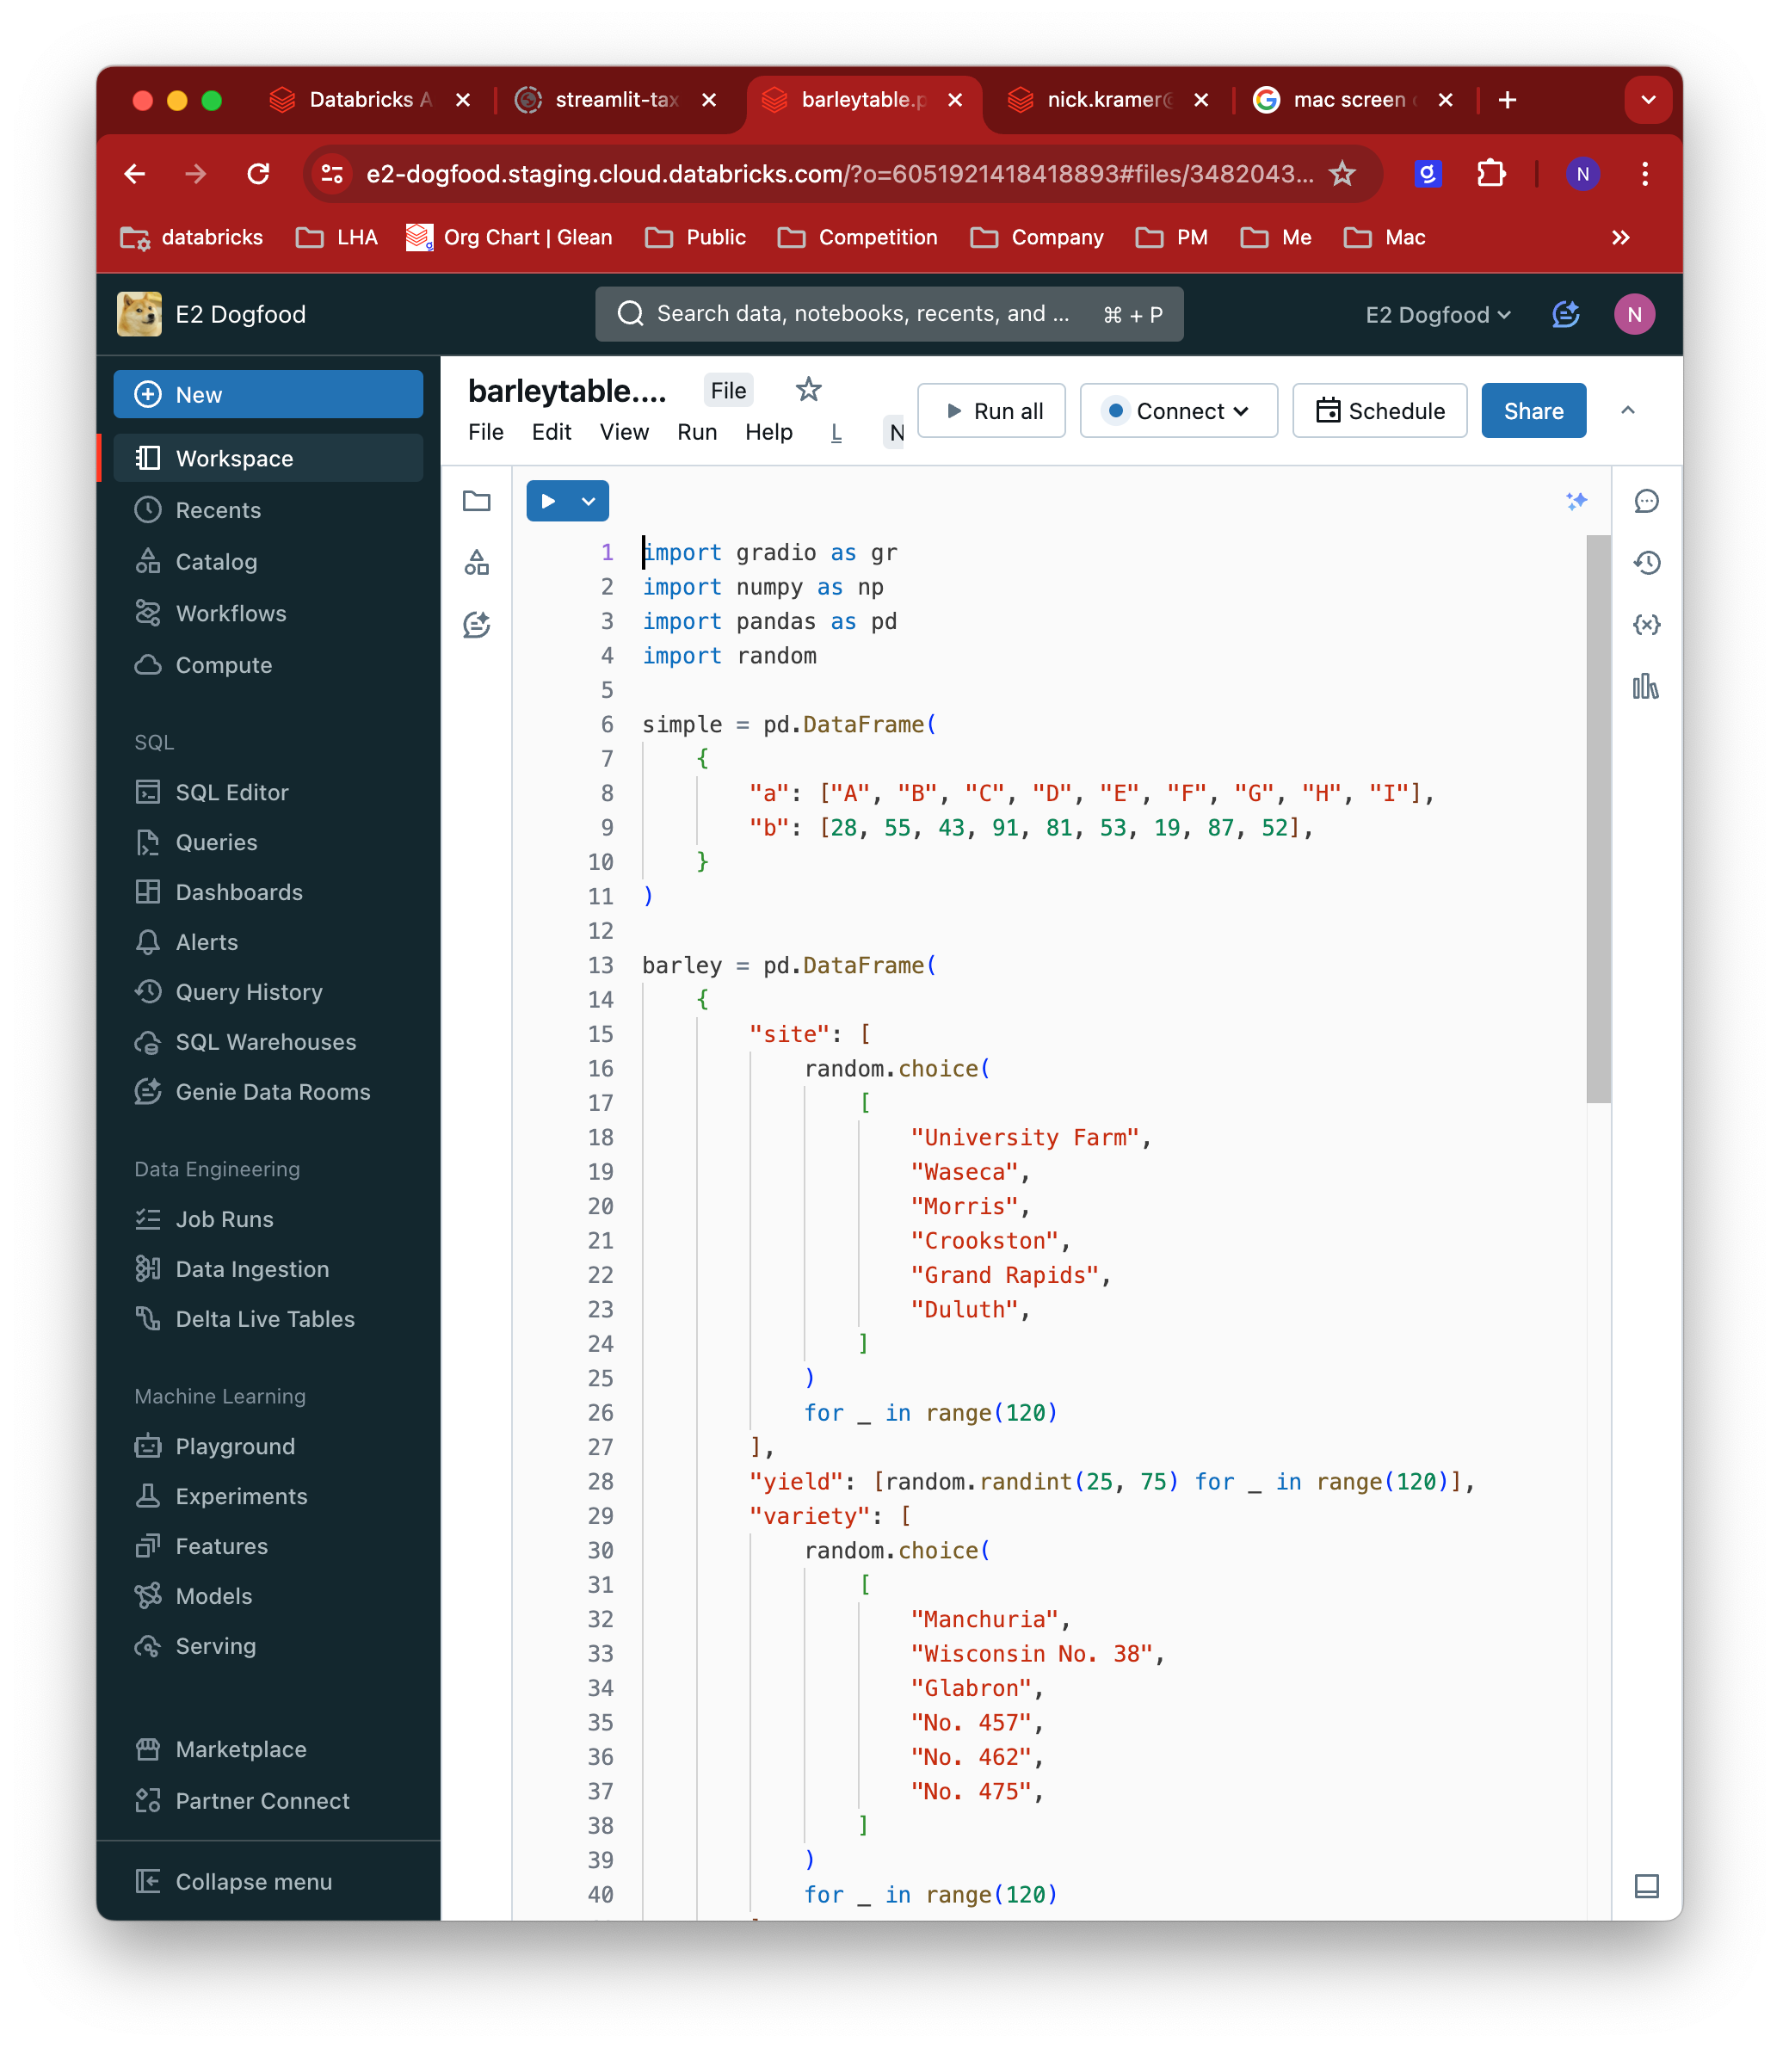 Databricks A
streamlit-tax
barleytable.p
nick.kramer@
mac screen
e2-dogfood.staging.cloud.databricks.com/?o=6051921418418893#files/3482043...
N
databricks
LHA
Org Chart | Glean
Public
Competition
Company
PM
Me
Mac
E2 Dogfood
Search data, notebooks, recents, and ... ⌘ + P
E2 Dogfood
N
New
Workspace
Recents
Catalog
Workflows
Compute
SQL
SQL Editor
Queries
Dashboards
Alerts
Query History
SQL Warehouses
Genie Data Rooms
Data Engineering
Job Runs
Data Ingestion
Delta Live Tables
Machine Learning
Playground
Experiments
Features
Models
Serving
Marketplace
Partner Connect
Collapse menu
barleytable....
File
File Edit View Run Help L N
Run all
Connect
Schedule
Share
1 import gradio as gr
2 import numpy as np
3 import pandas as pd
4 import random
5
6 simple = pd.DataFrame(
7     {
8         "a": ["A", "B", "C", "D", "E", "F", "G", "H", "I"],
9         "b": [28, 55, 43, 91, 81, 53, 19, 87, 52],
10     }
11 )
12
13 barley = pd.DataFrame(
14     {
15         "site": [
16             random.choice(
17                 [
18                     "University Farm",
19                     "Waseca",
20                     "Morris",
21                     "Crookston",
22                     "Grand Rapids",
23                     "Duluth",
24                 ]
25             )
26             for _ in range(120)
27         ],
28         "yield": [random.randint(25, 75) for _ in range(120)],
29         "variety": [
30             random.choice(
31                 [
32                     "Manchuria",
33                     "Wisconsin No. 38",
34                     "Glabron",
35                     "No. 457",
36                     "No. 462",
37                     "No. 475",
38                 ]
39             )
40             for _ in range(120)